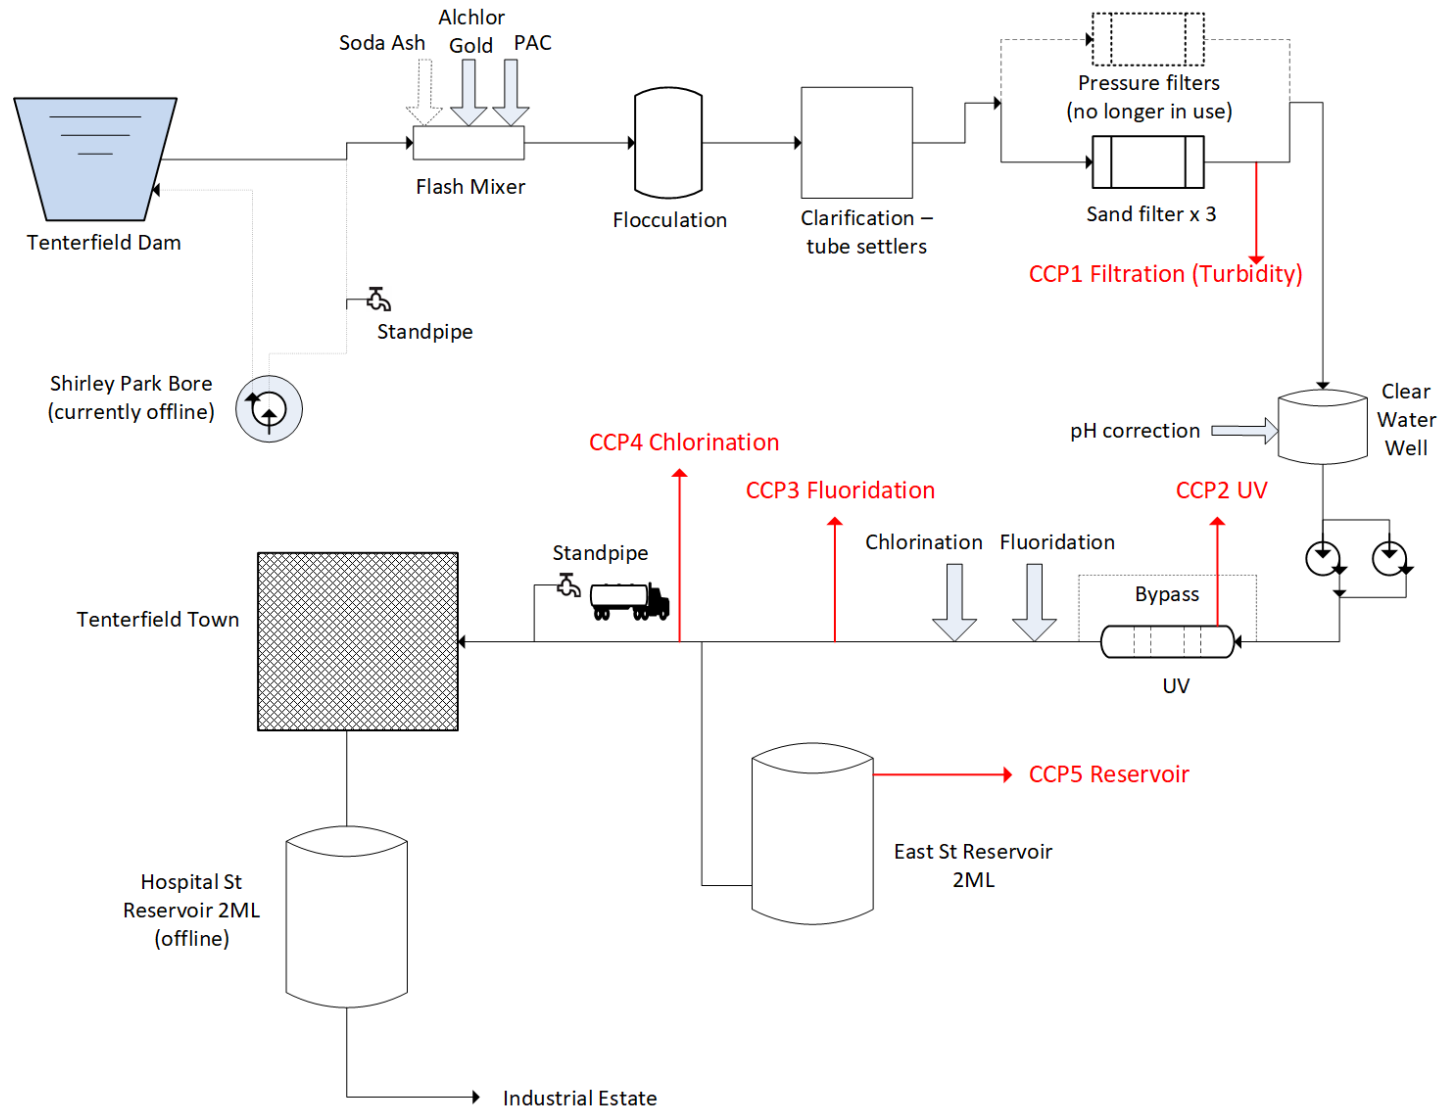 Alchlor
Gold
Soda Ash
PAC
Pressure filters
(no longer in use)
Flash Mixer
Flocculation
Clarification –
tube settlers
Sand filter x 3
Tenterfield Dam
CCP1 Filtration (Turbidity)
Standpipe
Shirley Park Bore
(currently offline)
Clear
Water
Well
pH correction
CCP4 Chlorination
CCP3 Fluoridation
CCP2 UV
Chlorination
Fluoridation
Standpipe
Bypass
Tenterfield Town
UV
CCP5 Reservoir
East St Reservoir
2ML
Hospital St
Reservoir 2ML
(offline)
Industrial Estate